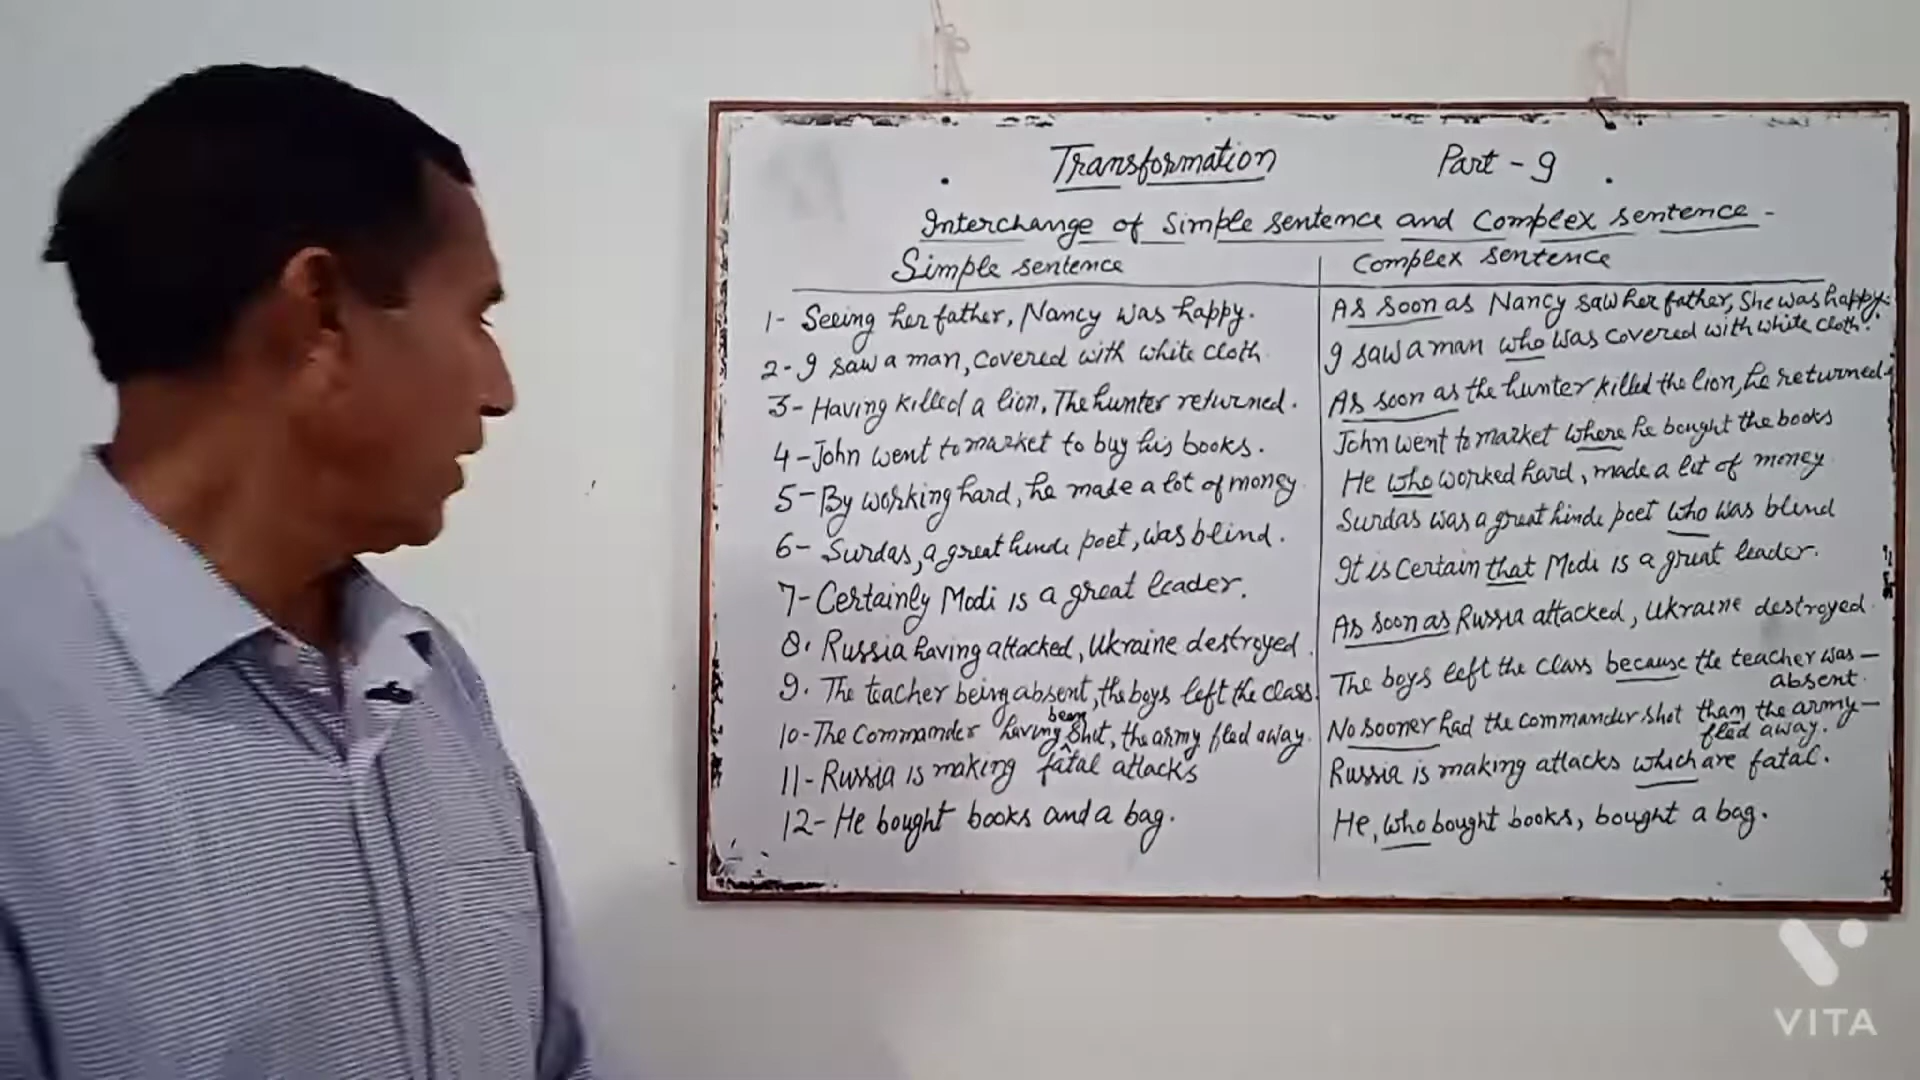 Transformation Part - 9
Interchange of Simple sentence and Complex sentence -
Simple sentence Complex sentence
1- Seeing her father, Nancy was happy. As soon as Nancy saw her father, She was happy.
2- I saw a man, covered with white cloth. I saw a man who was covered with white cloth.
3- Having killed a lion, The hunter returned. As soon as the hunter killed the lion, he returned.
4- John went to market to buy his books. John went to market where he bought the books
5- By working hard, he made a lot of money He who worked hard, made a lot of money
6- Surdas, a great hinde poet, was blind. Surdas was a great hinde poet who was blind
7- Certainly Modi is a great leader. It is Certain that Modi is a great leader.
8. Russia having attacked, Ukraine destroyed. As soon as Russia attacked, Ukraine destroyed.
9. The teacher being absent, the boys left the class. The boys left the class because the teacher was - absent.
10- The Commander having been shot, the army fled away. No sooner had the commander shot than the army - fled away.
11- Russia is making fatal attacks Russia is making attacks which are fatal.
12- He bought books and a bag. He, who bought books, bought a bag.
VITA